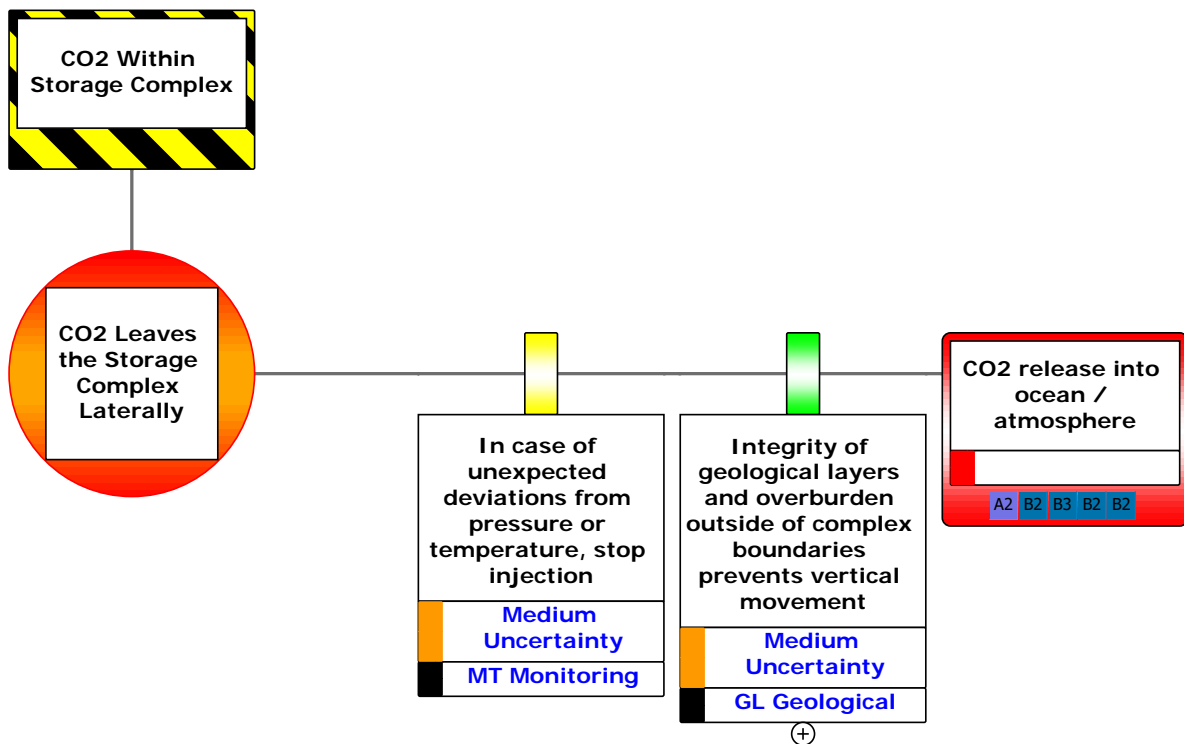 CO2 Within
Storage Complex
CO2 Leaves
the Storage
Complex
Laterally
In case of
unexpected
deviations from
pressure or
temperature, stop
injection
Medium
Uncertainty
MT Monitoring
Integrity of
geological layers
and overburden
outside of complex
boundaries
prevents vertical
movement
Medium
Uncertainty
GL Geological
CO2 release into
ocean /
atmosphere
A2 B2 B3 B2 B2